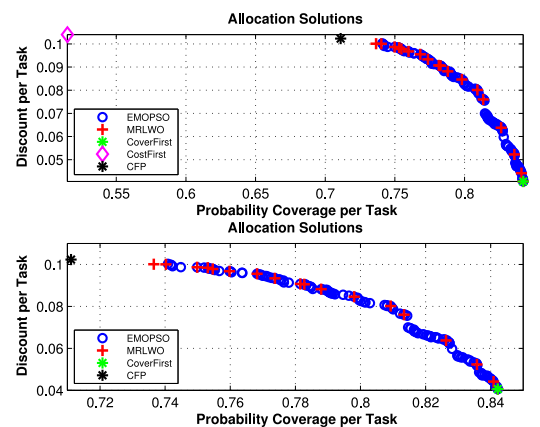 Allocation Solutions
Discount per Task
0.1
0.09
0.08
0.07
0.06
0.05
EMOPSO
MRLWO
CoverFirst
CostFirst
CFP
0.55
0.6
0.65
0.7
0.75
0.8
Probability Coverage per Task
Allocation Solutions
Discount per Task
0.1
0.08
0.06
0.04
EMOPSO
MRLWO
CoverFirst
CFP
0.72
0.74
0.76
0.78
0.8
0.82
0.84
Probability Coverage per Task